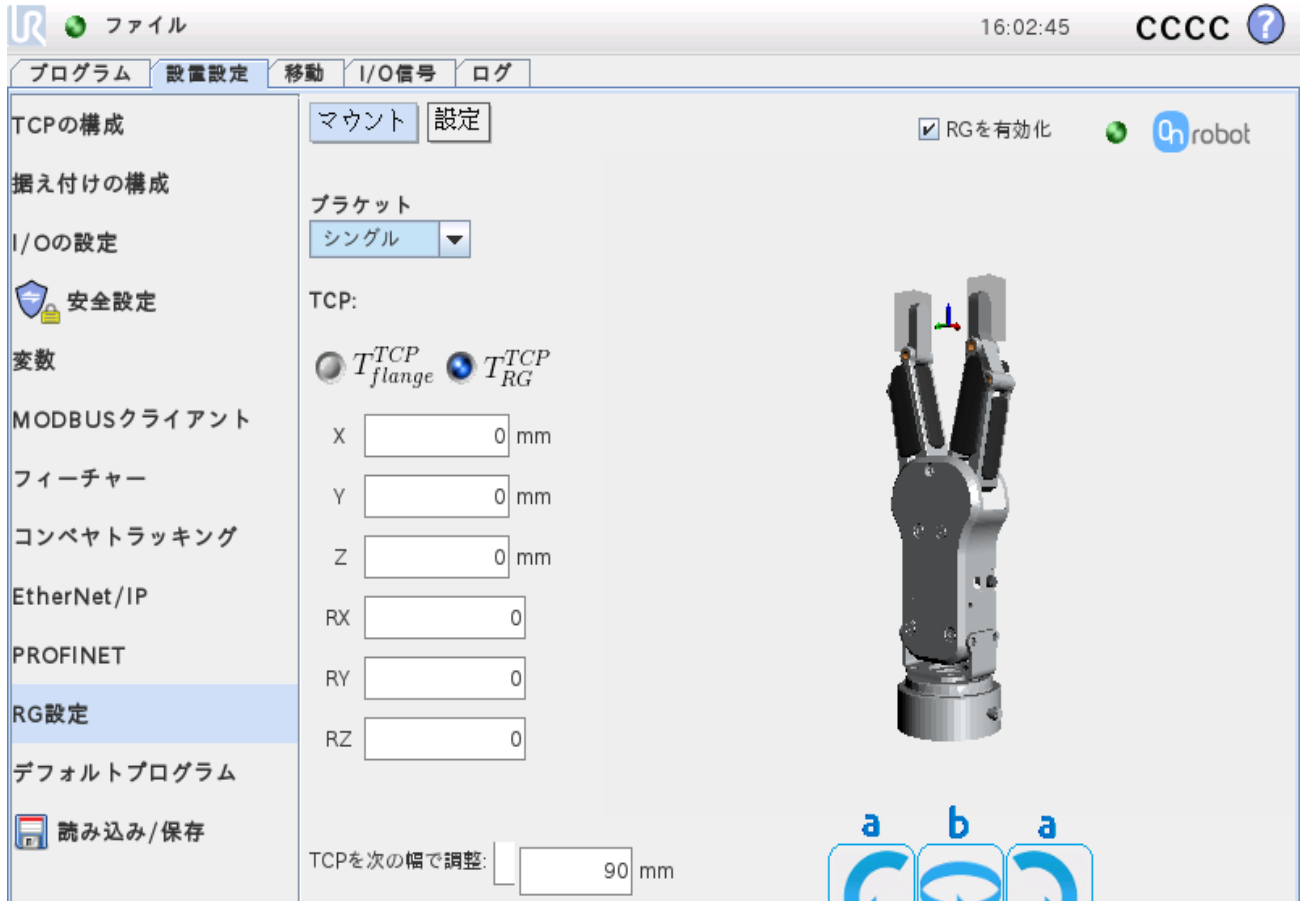 UR ファイル 16:02:45 CCCC ?
プログラム 設置設定 移動 I/O信号 ログ
TCPの構成
据え付けの構成
I/Oの設定
安全設定
変数
MODBUSクライアント
フィーチャー
コンベヤトラッキング
EtherNet/IP
PROFINET
RG設定
デフォルトプログラム
読み込み/保存
マウント 設定
RGを有効化
On robot
ブラケット
シングル
TCP:
T_{flange}^{TCP} T_{RG}^{TCP}
X 0 mm
Y 0 mm
Z 0 mm
RX 0
RY 0
RZ 0
TCPを次の幅で調整: 90 mm
a b a